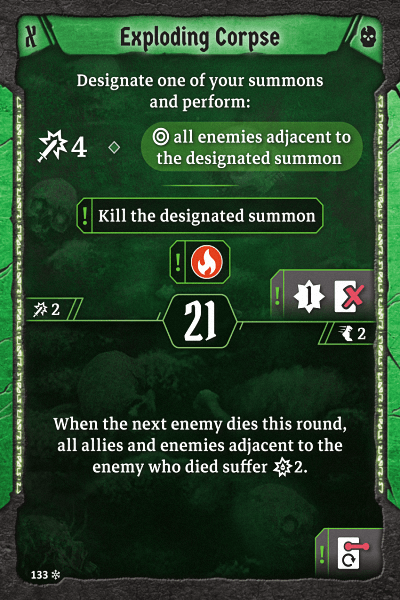 X
Exploding Corpse
Designate one of your summons
and perform:
4
all enemies adjacent to
the designated summon
! Kill the designated summon
!
! 1
21
2
2
When the next enemy dies this round,
all allies and enemies adjacent to the
enemy who died suffer 2.
!
133